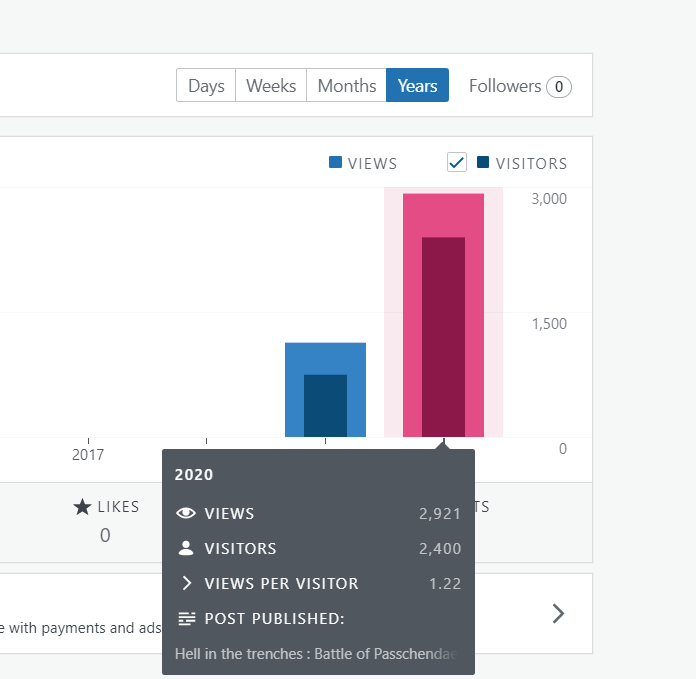 Days Weeks Months Years Followers 0
VIEWS VISITORS
3,000
1,500
0
2017
LIKES
0
TS
2020
VIEWS 2,921
VISITORS 2,400
VIEWS PER VISITOR 1.22
POST PUBLISHED:
Hell in the trenches : Battle of Passchendae
e with payments and ads